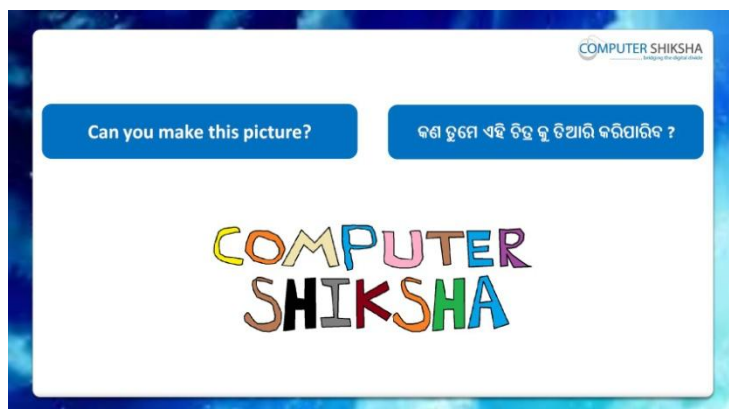 COMPUTER SHIKSHA
bridging the digital divide
Can you make this picture?
କଣ ତୁମେ ଏହି ଚିତ୍ର କୁ ତିଆରି କରିପାରିବ ?
COMPUTER
SHIKSHA